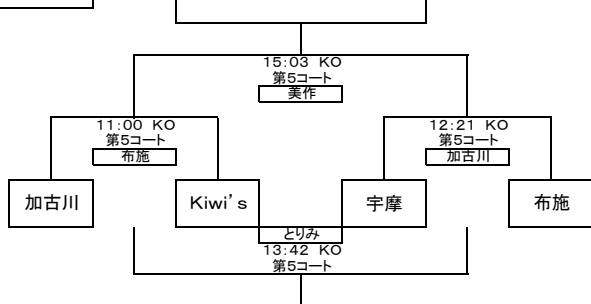 15:03 KO
第5コート
美作
11:00 KO
第5コート
布施
12:21 KO
第5コート
加古川
加古川
Kiwi's
宇摩
布施
とりみ
13:42 KO
第5コート